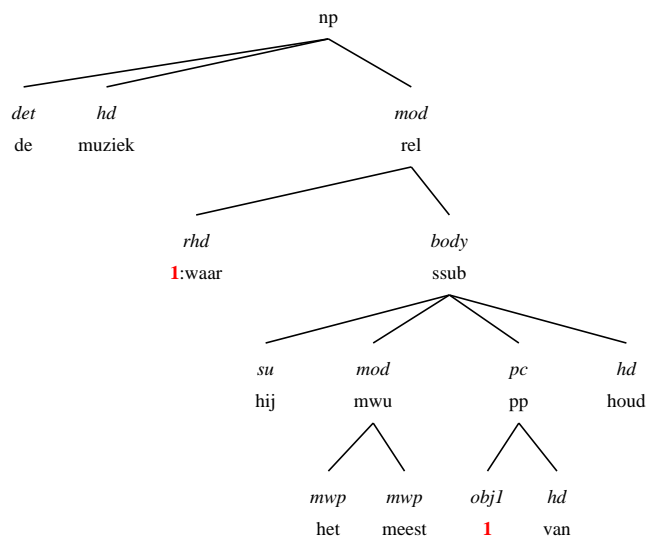 np
det hd mod
de muziek rel
rhd body
1:waar ssub
su mod pc hd
hij mwu pp houd
mwp mwp obj1 hd
het meest 1 van